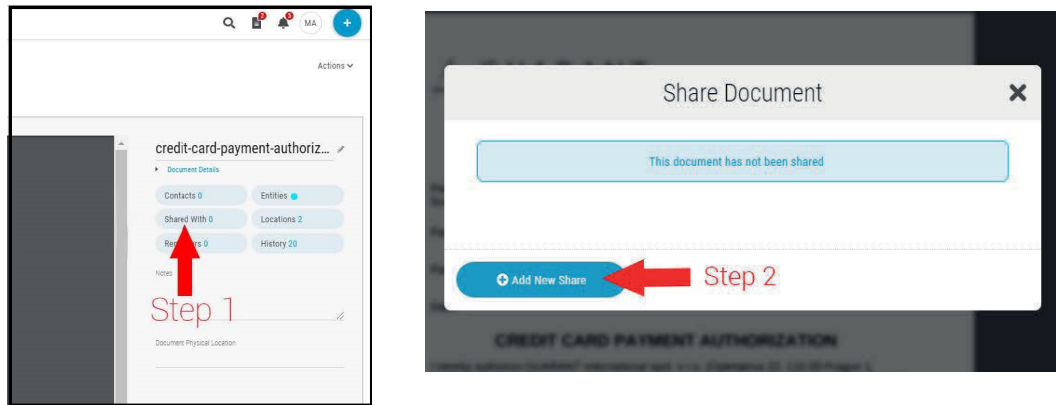 2
3
MA
+
Actions
credit-card-payment-authoriz...
Document Details
Contacts 0
Entities
Shared With 0
Locations 2
History 20
Notes
Step 1
Document Physical Location
Share Document
This document has not been shared
Add New Share
Step 2
CREDIT CARD PAYMENT AUTHORIZATION